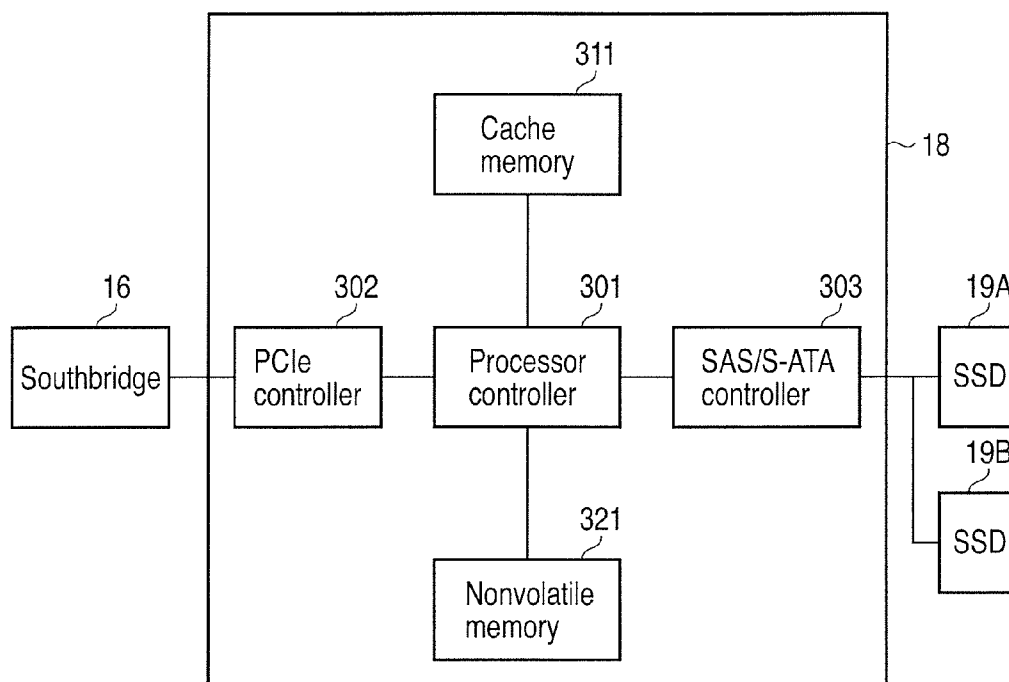 311
Cache
memory
18
16
302
301
303
19A
Southbridge
PCIe
controller
Processor
controller
SAS/S-ATA
controller
SSD
19B
SSD
321
Nonvolatile
memory